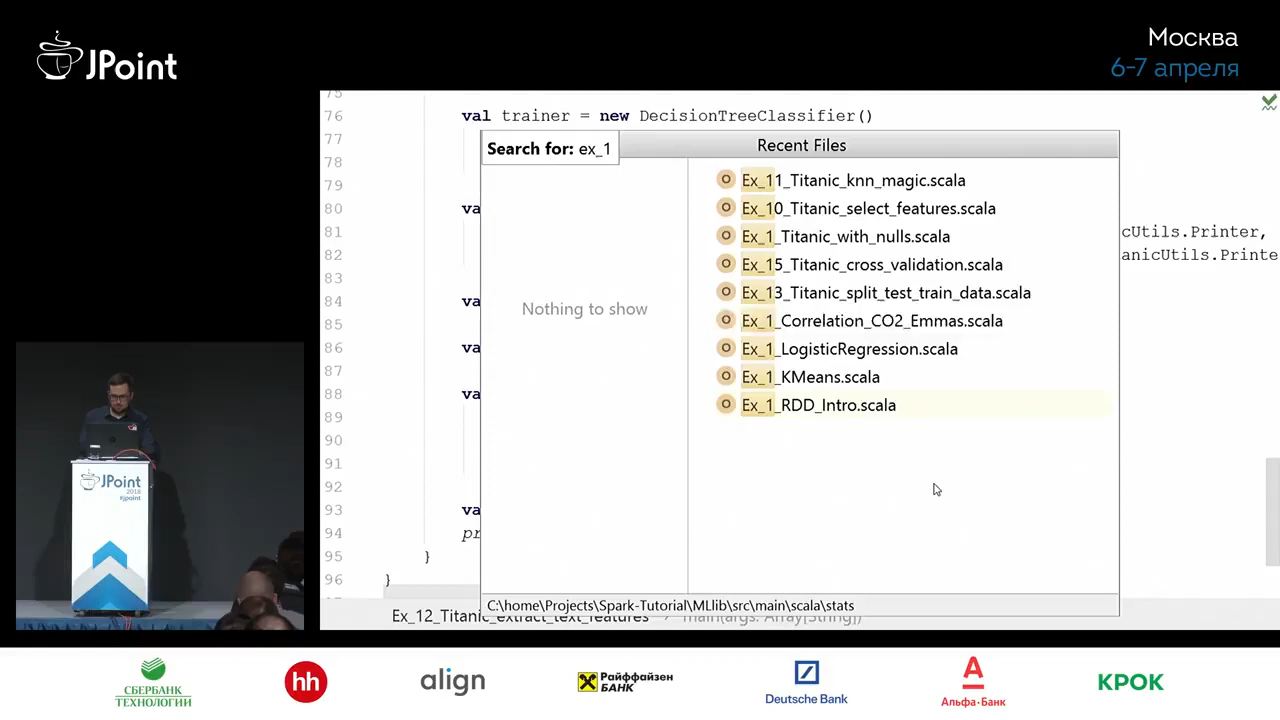 JPoint
Москва
6-7 апреля
75
76 val trainer = new DecisionTreeClassifier()
77
78
79
80 va
81 cUtils.Printer,
82 anicUtils.Printe
83
84 va
85
86 va
87
88 va
89
90
91
92
93 va
94 pr
95 }
96 }
Search for: ex_1
Recent Files
Nothing to show
Ex_11_Titanic_knn_magic.scala
Ex_10_Titanic_select_features.scala
Ex_1_Titanic_with_nulls.scala
Ex_15_Titanic_cross_validation.scala
Ex_13_Titanic_split_test_train_data.scala
Ex_1_Correlation_CO2_Emmas.scala
Ex_1_LogisticRegression.scala
Ex_1_KMeans.scala
Ex_1_RDD_Intro.scala
C:\home\Projects\Spark-Tutorial\MLlib\src\main\scala\stats
Ex_12_Titanic_extract_text_features › main(args: Array[String])
JPoint
2018
#jpoint
СБЕРБАНК
ТЕХНОЛОГИИ
hh
align
Райффайзен
БАНК
Deutsche Bank
А
Альфа·Банк
КРОК